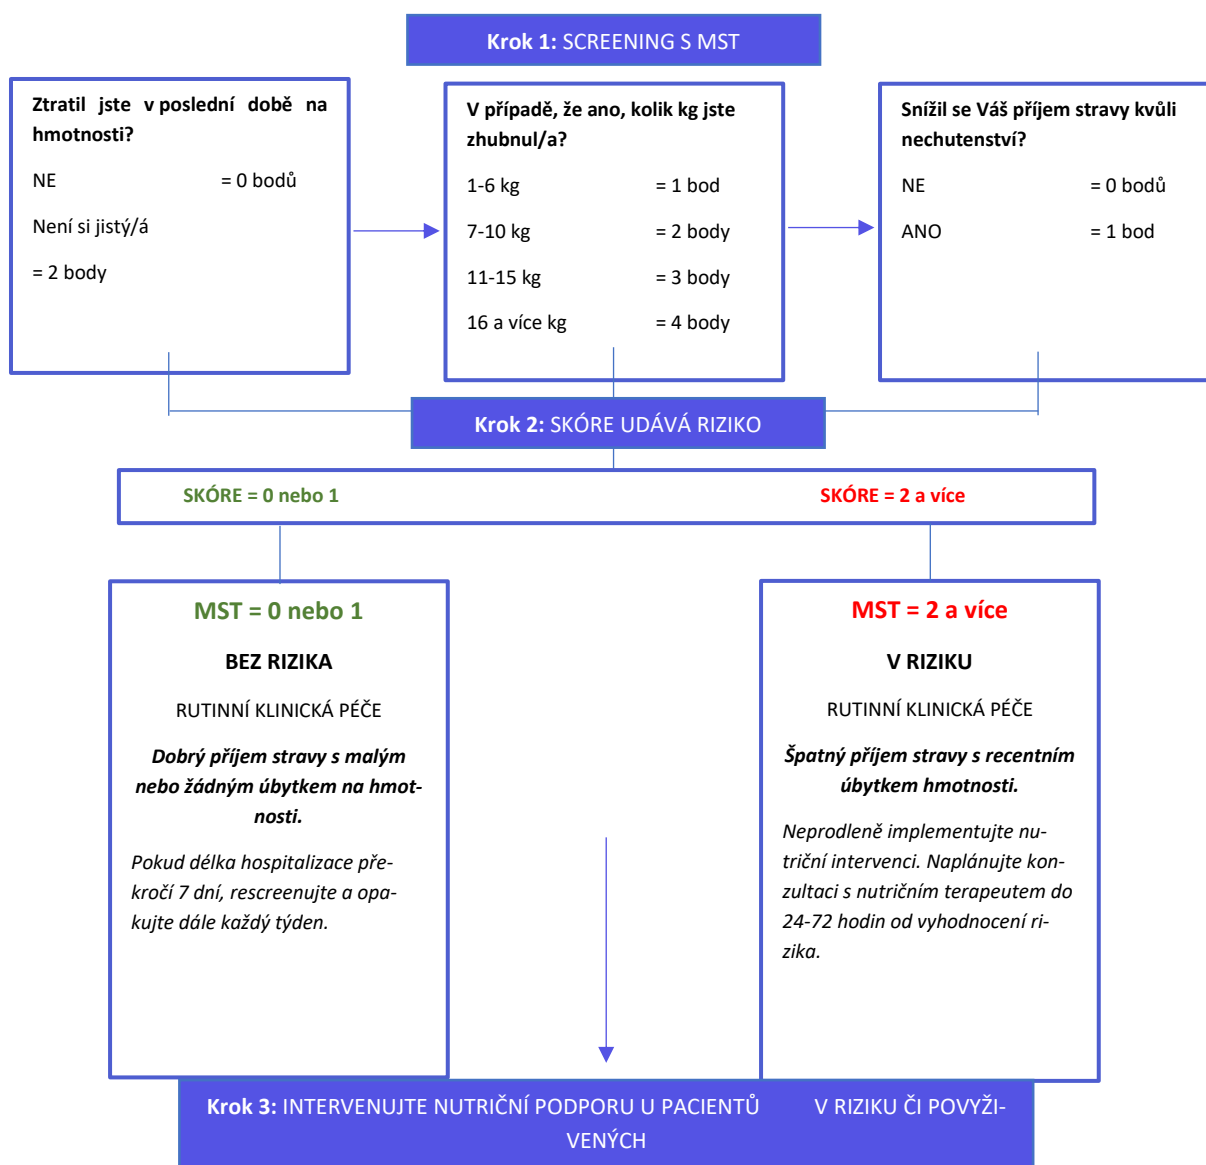 Krok 1: SCREENING S MST
Ztratil jste v poslední době na
hmotnosti?
NE = 0 bodů
Není si jistý/á
= 2 body
V případě, že ano, kolik kg jste
zhubnul/a?
1-6 kg = 1 bod
7-10 kg = 2 body
11-15 kg = 3 body
16 a více kg = 4 body
Snížil se Váš příjem stravy kvůli
nechutenství?
NE = 0 bodů
ANO = 1 bod
Krok 2: SKÓRE UDÁVÁ RIZIKO
SKÓRE = 0 nebo 1
SKÓRE = 2 a více
MST = 0 nebo 1
BEZ RIZIKA
RUTINNÍ KLINICKÁ PÉČE
Dobrý příjem stravy s malým
nebo žádným úbytkem na hmot-
nosti.
Pokud délka hospitalizace pře-
kročí 7 dní, rescreenujte a opa-
kujte dále každý týden.
MST = 2 a více
V RIZIKU
RUTINNÍ KLINICKÁ PÉČE
Špatný příjem stravy s recentním
úbytkem hmotnosti.
Neprodleně implementujte nu-
triční intervenci. Naplánujte kon-
zultaci s nutričním terapeutem do
24-72 hodin od vyhodnocení ri-
zika.
Krok 3: INTERVENUJTE NUTRIČNÍ PODPORU U PACIENTŮ V RIZIKU ČI POVYŽI-
VENÝCH